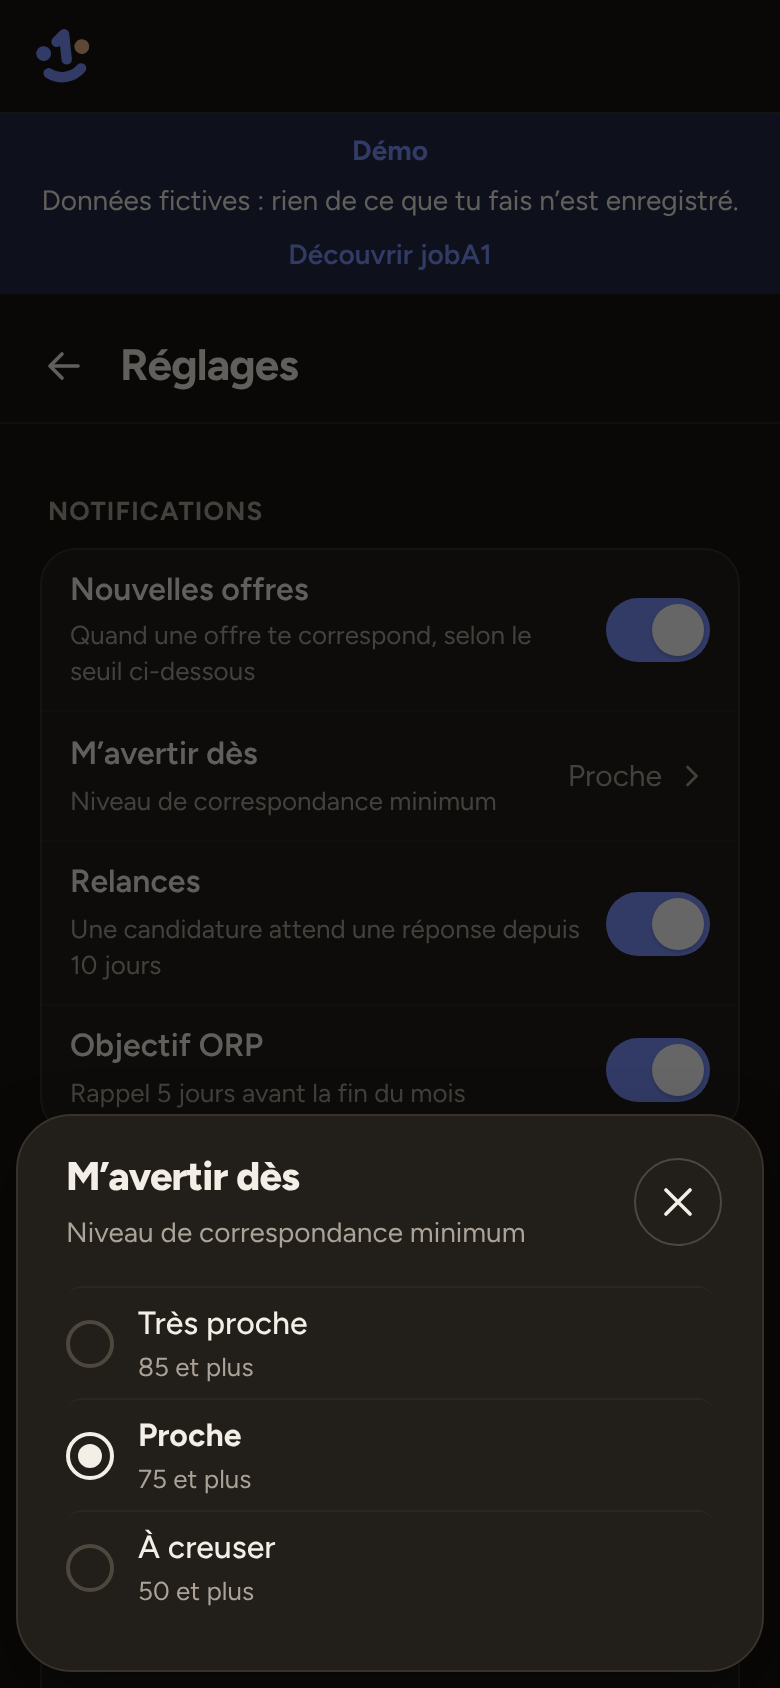 Démo
Données fictives : rien de ce que tu fais n’est enregistré.
Découvrir jobA1
Réglages
NOTIFICATIONS
Nouvelles offres
Quand une offre te correspond, selon le
seuil ci-dessous
M’avertir dès
Niveau de correspondance minimum
Proche
Relances
Une candidature attend une réponse depuis
10 jours
Objectif ORP
Rappel 5 jours avant la fin du mois
M’avertir dès
Niveau de correspondance minimum
Très proche
85 et plus
Proche
75 et plus
À creuser
50 et plus